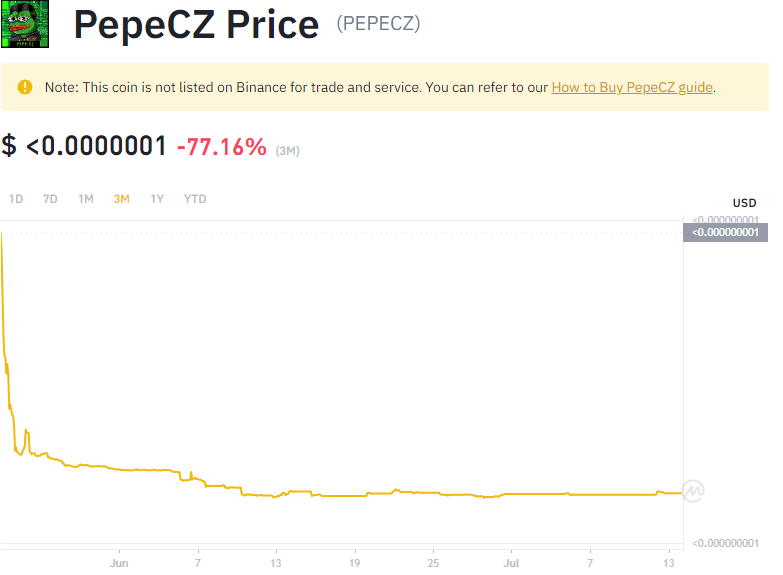 PepeCZ Price (PEPECZ)
Note: This coin is not listed on Binance for trade and service. You can refer to our How to Buy PepeCZ guide.
$ <0.0000001 -77.16% (3M)
1D 7D 1M 3M 1Y YTD
USD
<0.000000001
<0.000000001
<0.000000001
Jun 7 13 19 25 Jul 7 13